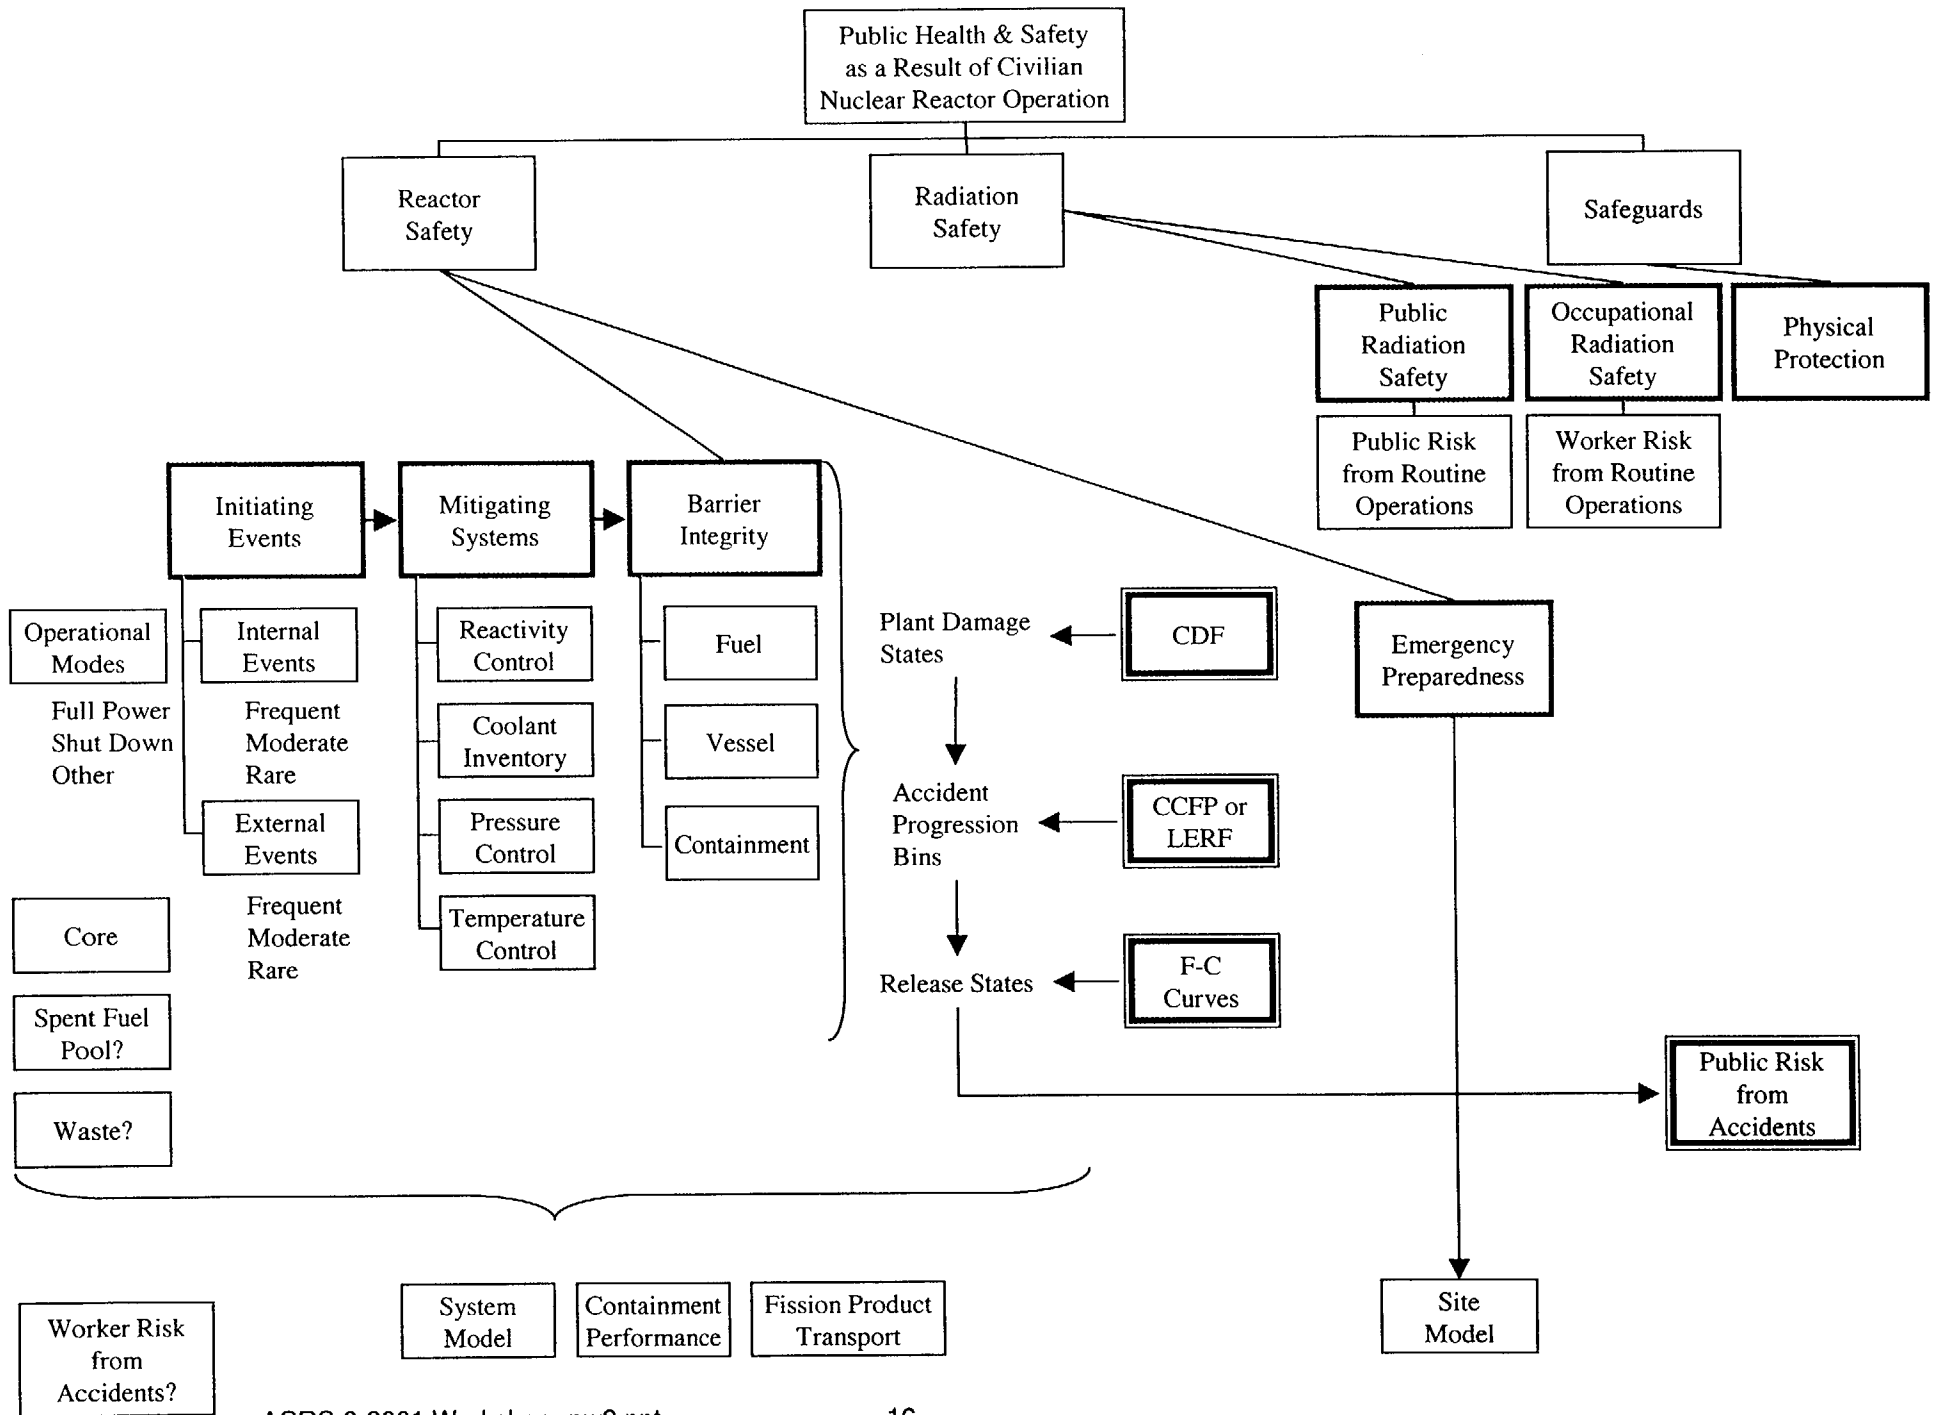 Public Health & Safety
as a Result of Civilian
Nuclear Reactor Operation
Reactor
Safety
Radiation
Safety
Safeguards
Public
Radiation
Safety
Occupational
Radiation
Safety
Physical
Protection
Public Risk
from Routine
Operations
Worker Risk
from Routine
Operations
Initiating
Events
Mitigating
Systems
Barrier
Integrity
Operational
Modes
Full Power
Shut Down
Other
Internal
Events
Frequent
Moderate
Rare
External
Events
Frequent
Moderate
Rare
Reactivity
Control
Coolant
Inventory
Pressure
Control
Temperature
Control
Fuel
Vessel
Containment
Plant Damage
States
CDF
Accident
Progression
Bins
CCFP or
LERF
Release States
F-C
Curves
Emergency
Preparedness
Core
Spent Fuel
Pool?
Waste?
Public Risk
from
Accidents
System
Model
Containment
Performance
Fission Product
Transport
Site
Model
Worker Risk
from
Accidents?